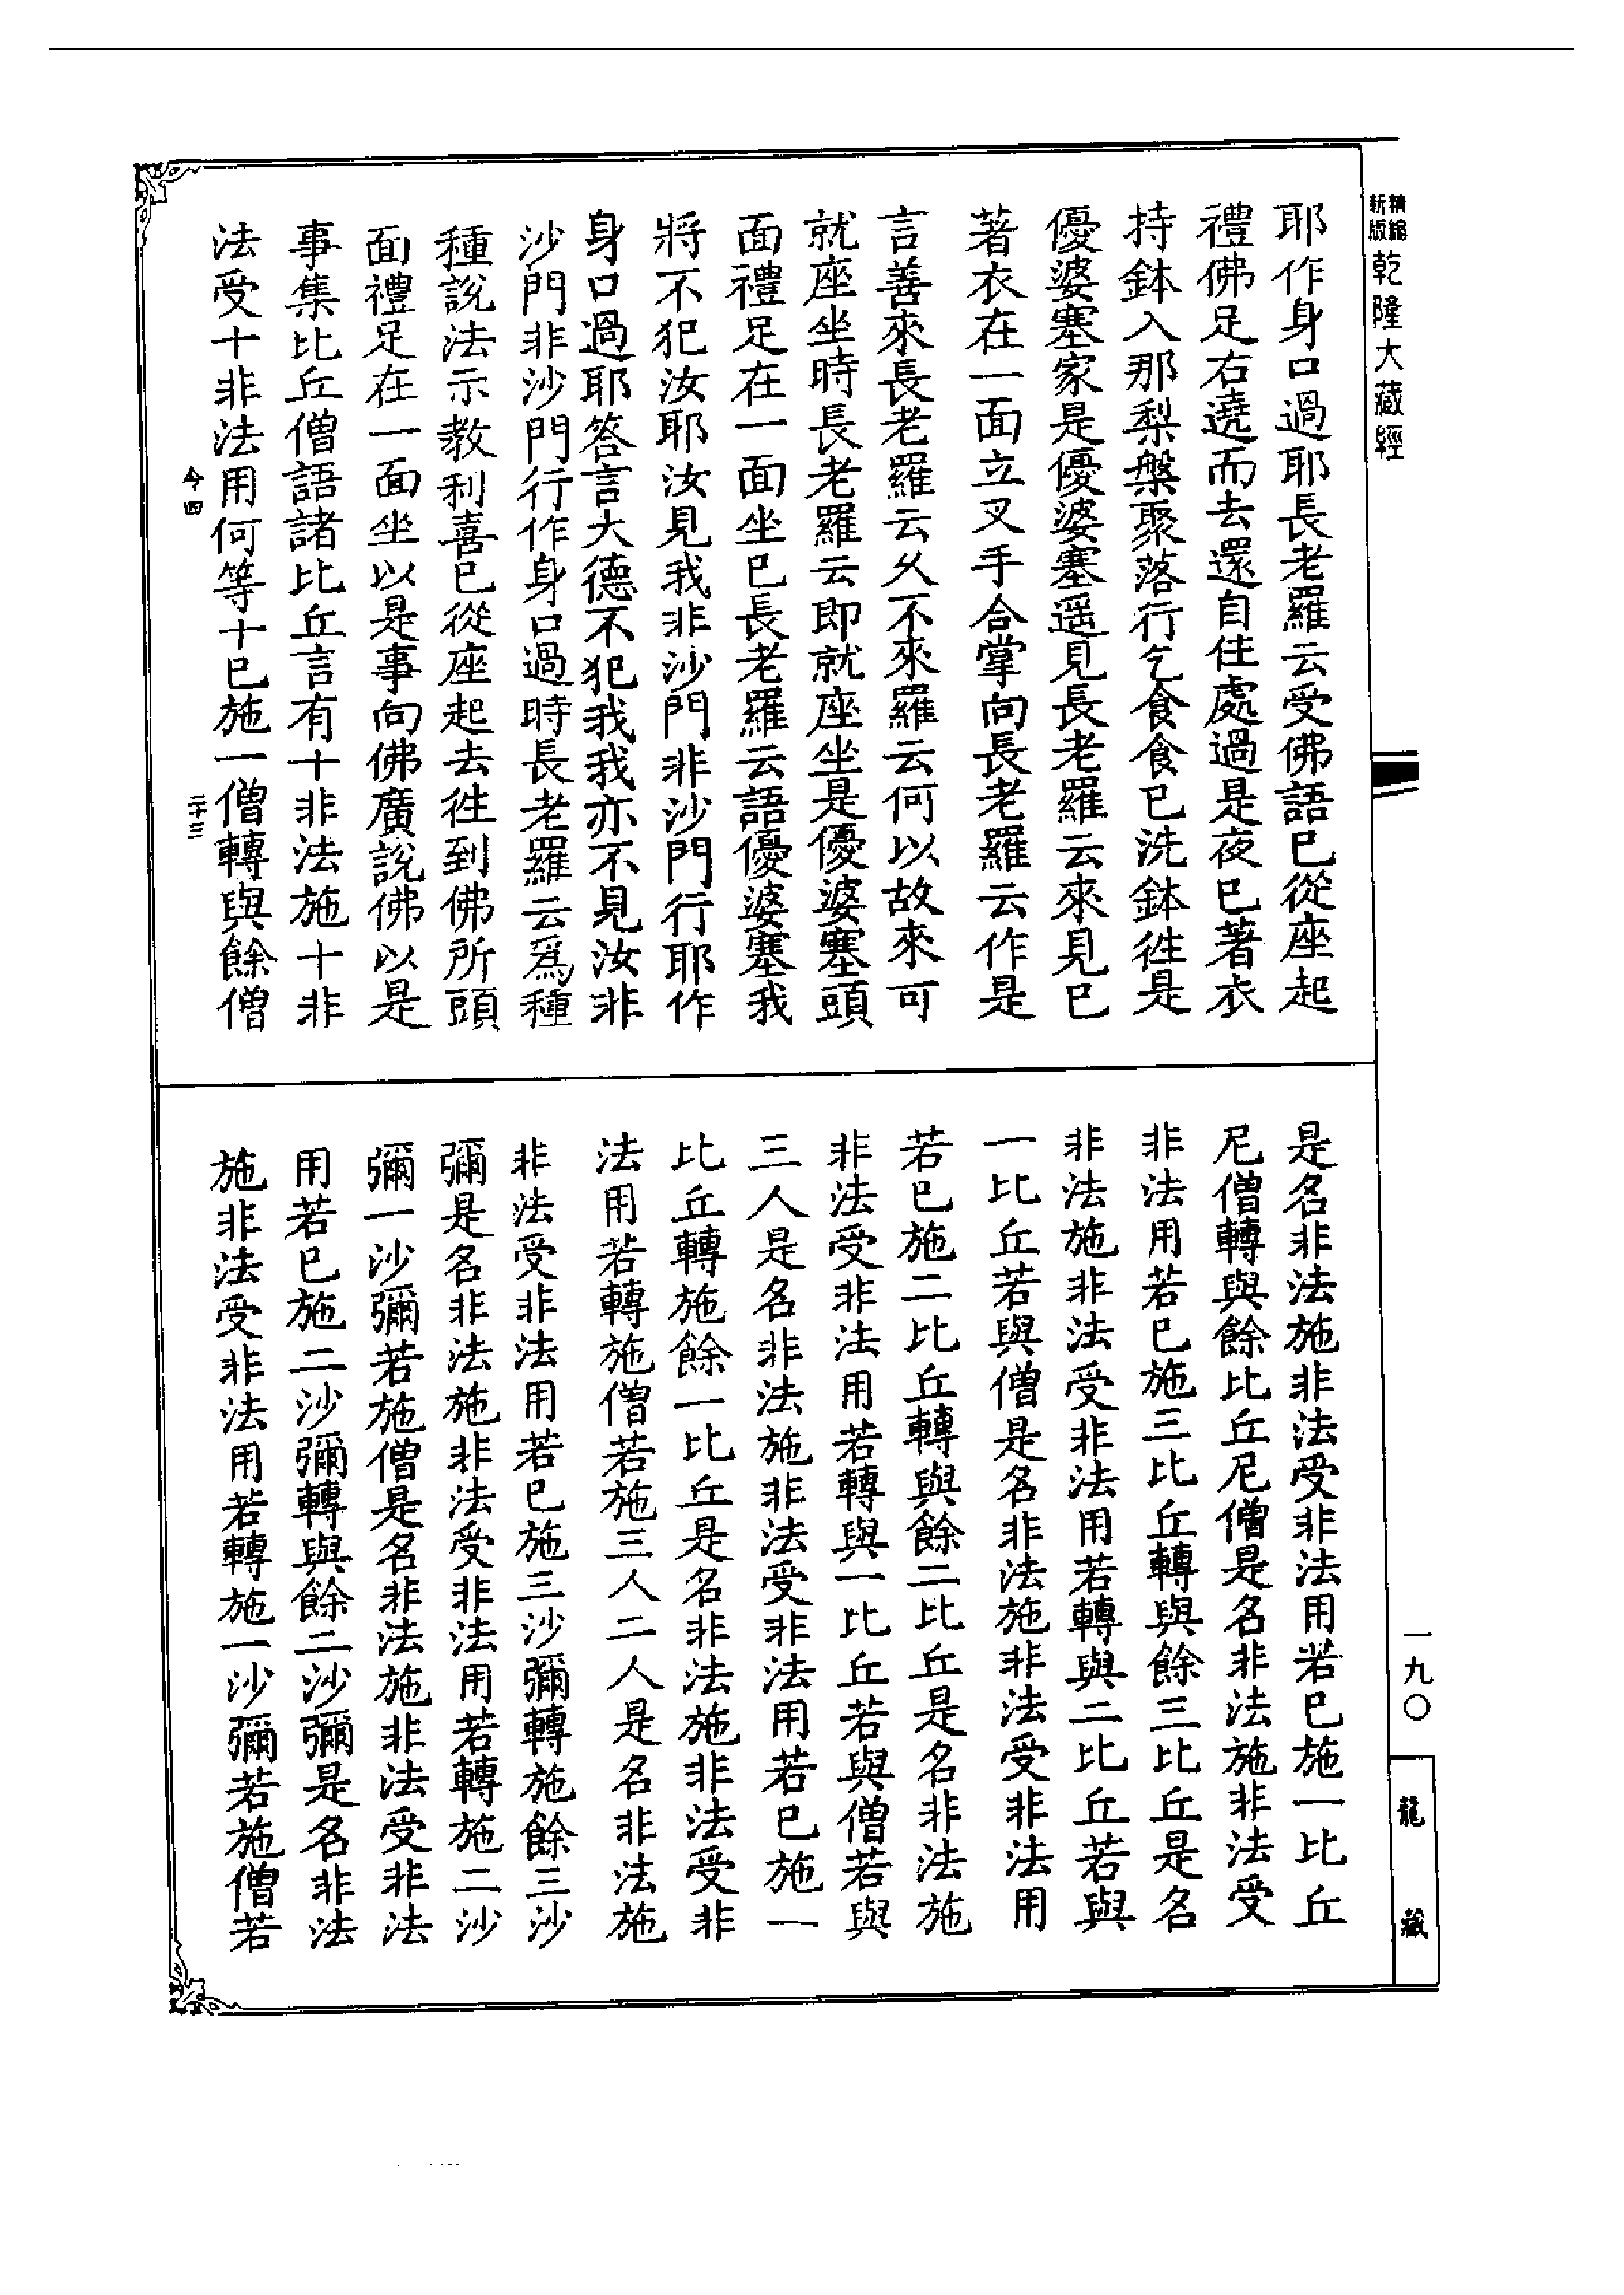 精縮新版乾隆大藏經
耶作身口過耶長老羅云受佛語已從座起
禮佛足右遶而去還自住處過是夜已著衣
持鉢入那梨槃聚落行乞食食已洗鉢徃是
優婆塞家是優婆塞遥見長老羅云來見已
著衣在一面立叉手合掌向長老羅云作是
言善來長老羅云久不來羅云何以故來可
就座坐時長老羅云即就座坐是優婆塞頭
面禮足在一面坐已長老羅云語優婆塞我
將不犯汝耶汝見我非沙門非沙門行耶作
身口過耶答言大德不犯我我亦不見汝非
沙門非沙門行作身口過時長老羅云爲種
種說法示教利喜已從座起去徃到佛所頭
面禮足在一面坐以是事向佛廣說佛以是
事集比丘僧語諸比丘言有十非法施十非
法受十非法用何等十已施一僧轉與餘僧
今四
二十三
是名非法施非法受非法用若已施一比丘
尼僧轉與餘比丘尼僧是名非法施非法受
非法用若已施三比丘轉與餘三比丘是名
非法施非法受非法用若轉與二比丘若與
一比丘若與僧是名非法施非法受非法用
若已施二比丘轉與餘二比丘是名非法施
非法受非法用若轉與一比丘若與僧若與
三人是名非法施非法受非法用若已施一
比丘轉施餘一比丘是名非法施非法受非
法用若轉施僧若施三人二人是名非法施
非法受非法用若已施三沙彌轉施餘三沙
彌是名非法施非法受非法用若轉施二沙
彌一沙彌若施僧是名非法施非法受非法
用若已施二沙彌轉與餘二沙彌是名非法
施非法受非法用若轉施一沙彌若施僧若
一九〇
龍藏